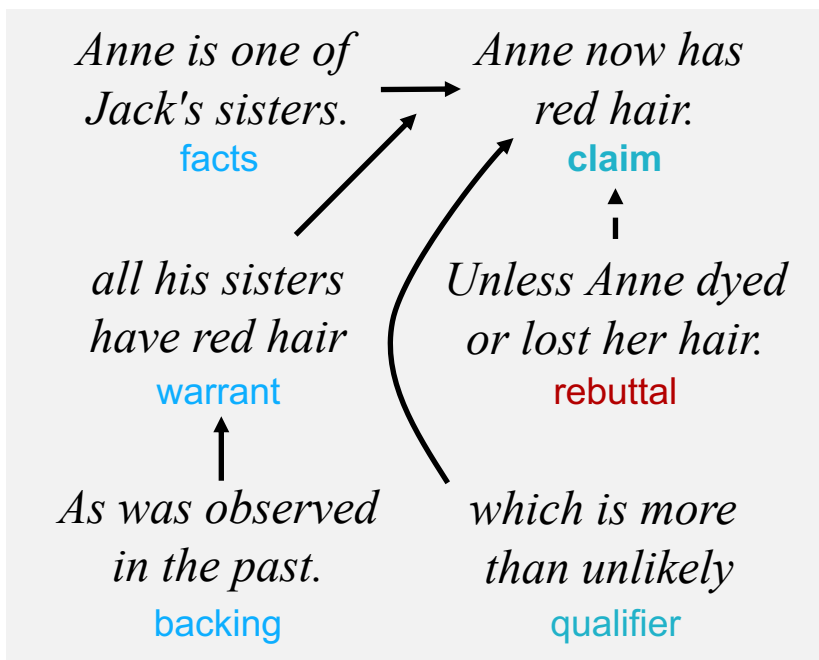 Anne is one of
Jack's sisters.
facts
Anne now has
red hair.
claim
all his sisters
have red hair
warrant
Unless Anne dyed
or lost her hair.
rebuttal
As was observed
in the past.
backing
which is more
than unlikely
qualifier